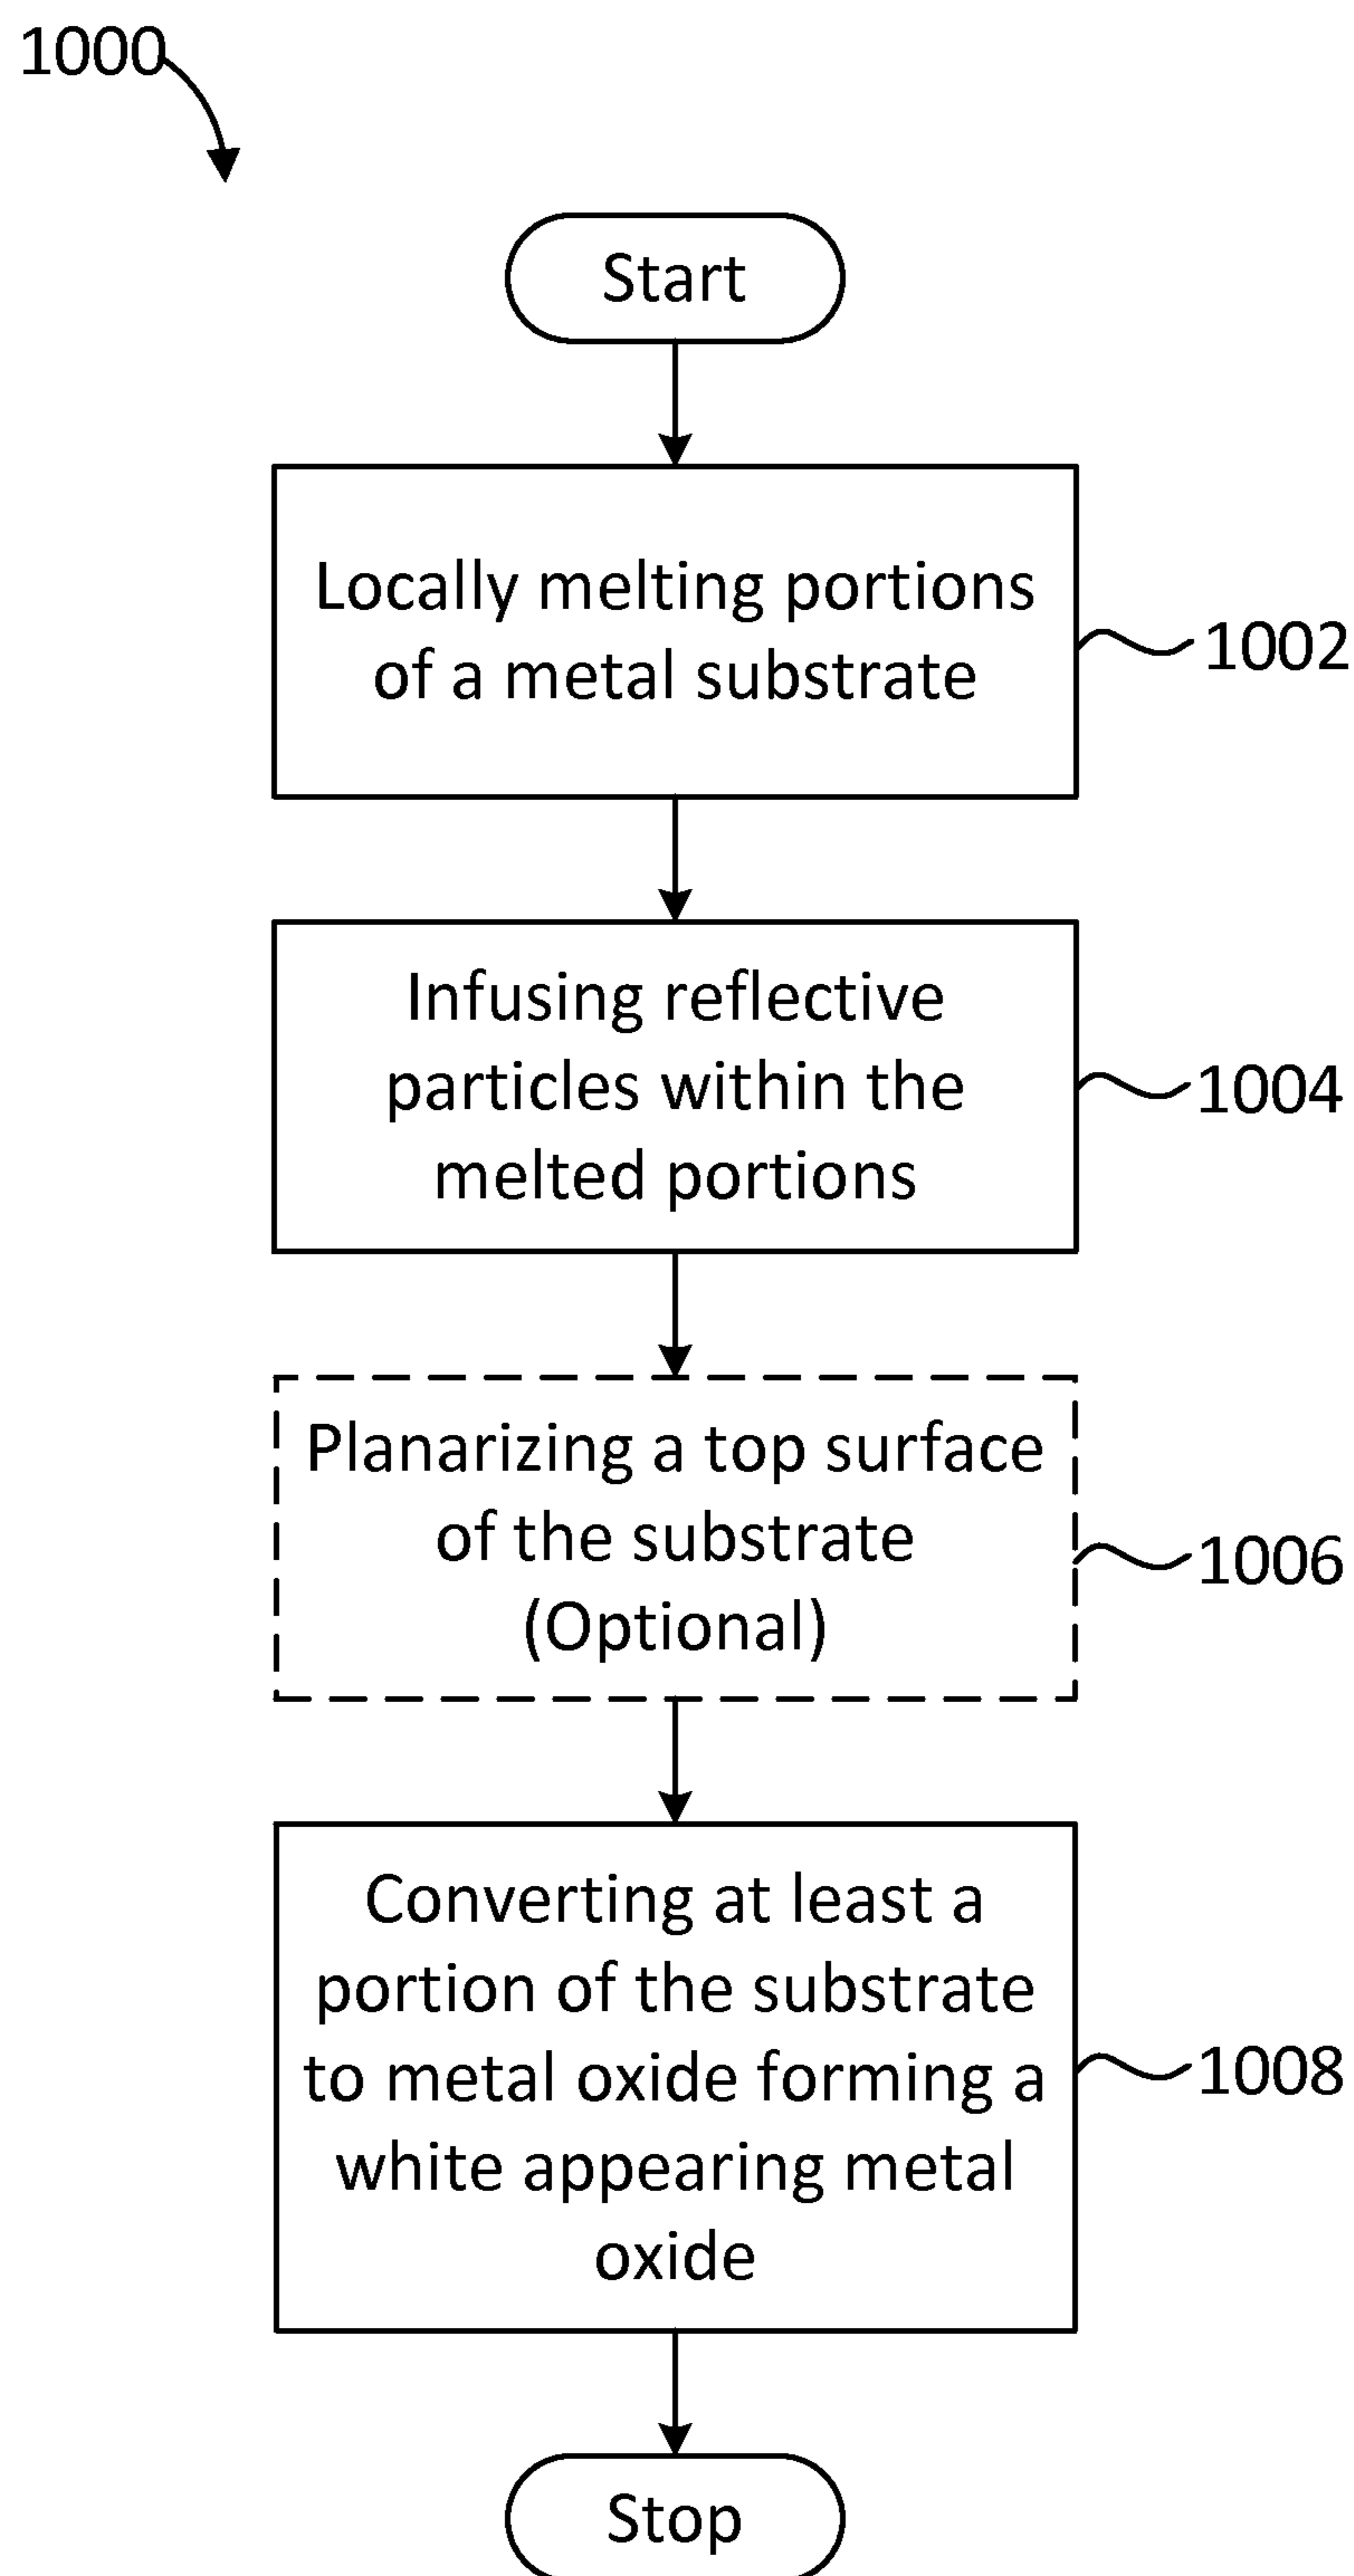 1000
Start
Locally melting portions
of a metal substrate
1002
Infusing reflective
particles within the
melted portions
1004
Planarizing a top surface
of the substrate
(Optional)
1006
Converting at least a
portion of the substrate
to metal oxide forming a
white appearing metal
oxide
1008
Stop